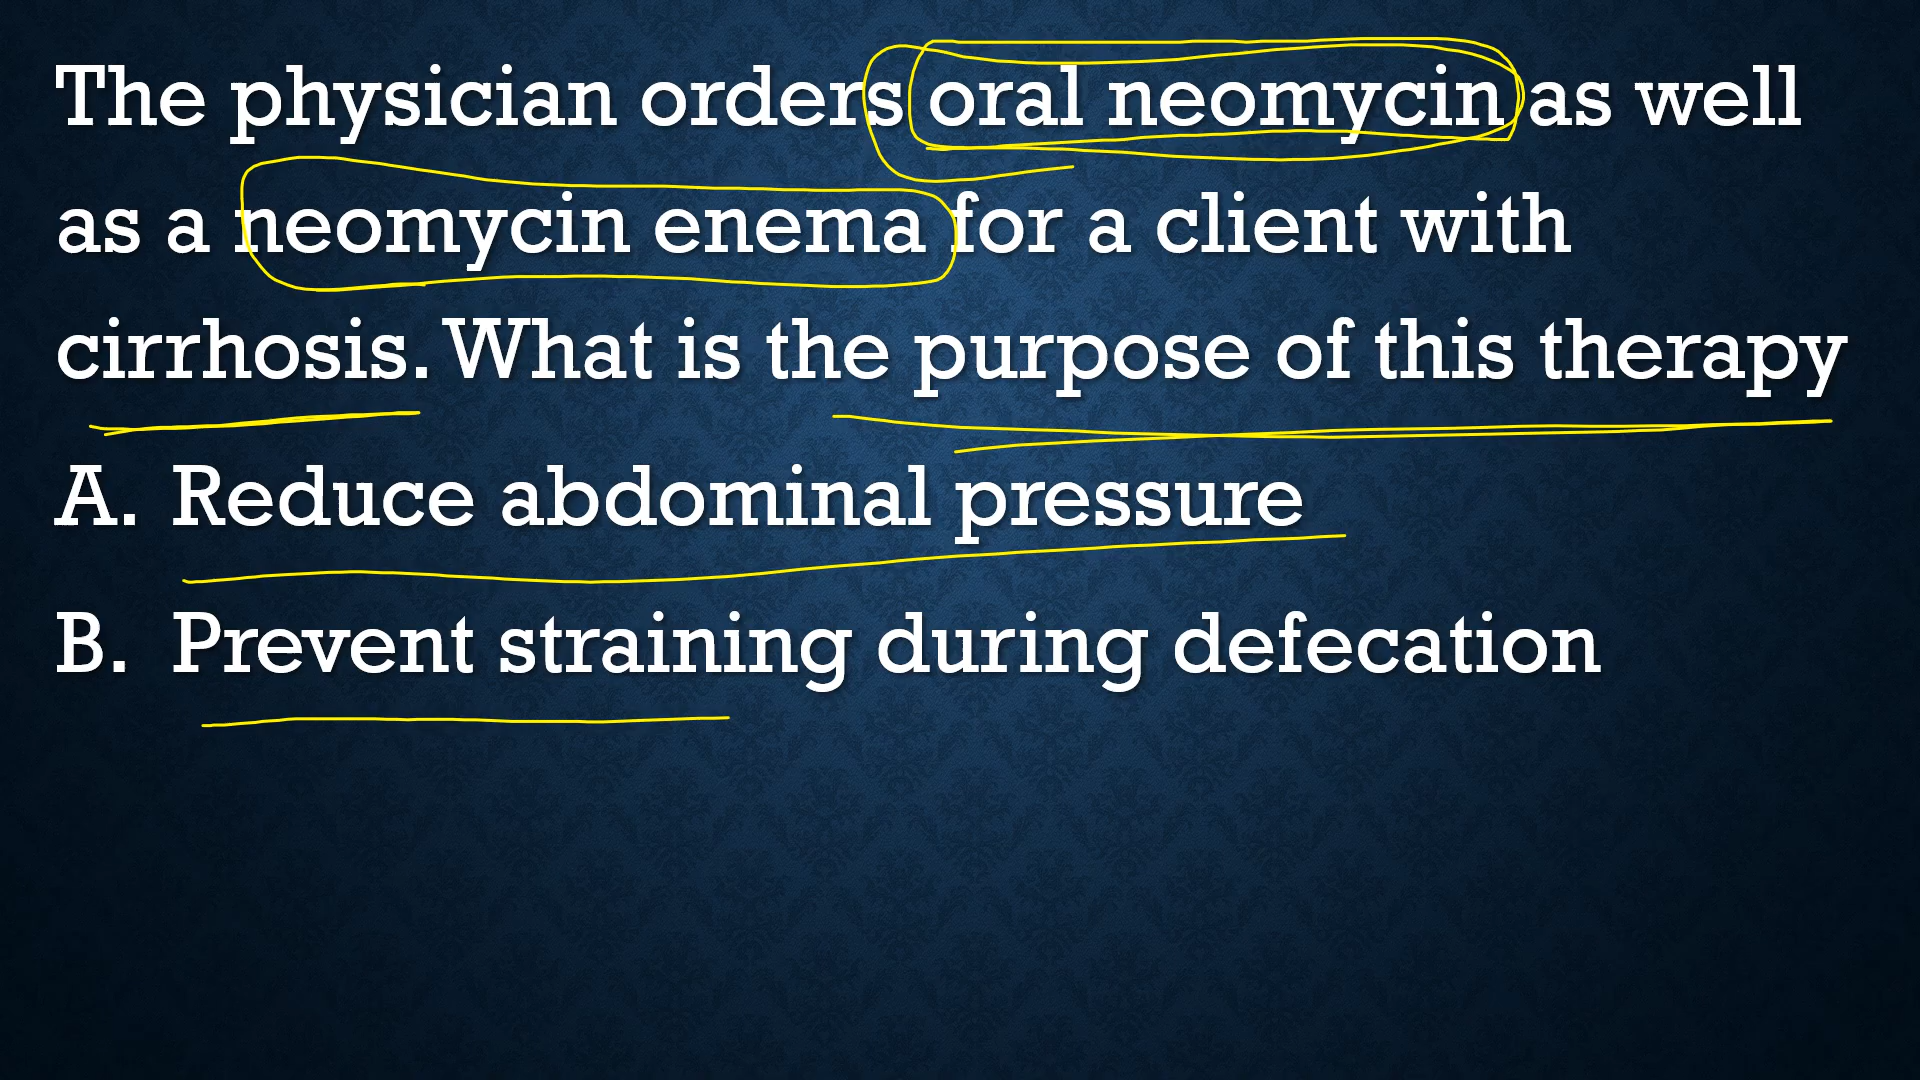 The physician orders oral neomycin as well
as a neomycin enema for a client with
cirrhosis. What is the purpose of this therapy
A. Reduce abdominal pressure
B. Prevent straining during defecation